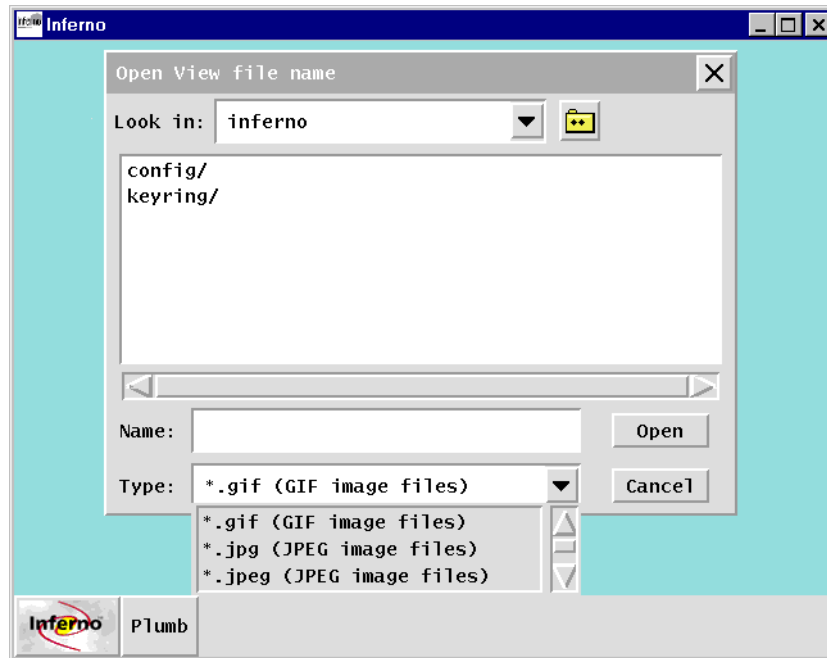 Inferno
Open View file name
Look in: inferno
config/
keyring/
Name:
Open
Type: *.gif (GIF image files)
Cancel
*.gif (GIF image files)
*.jpg (JPEG image files)
*.jpeg (JPEG image files)
Inferno
Plumb